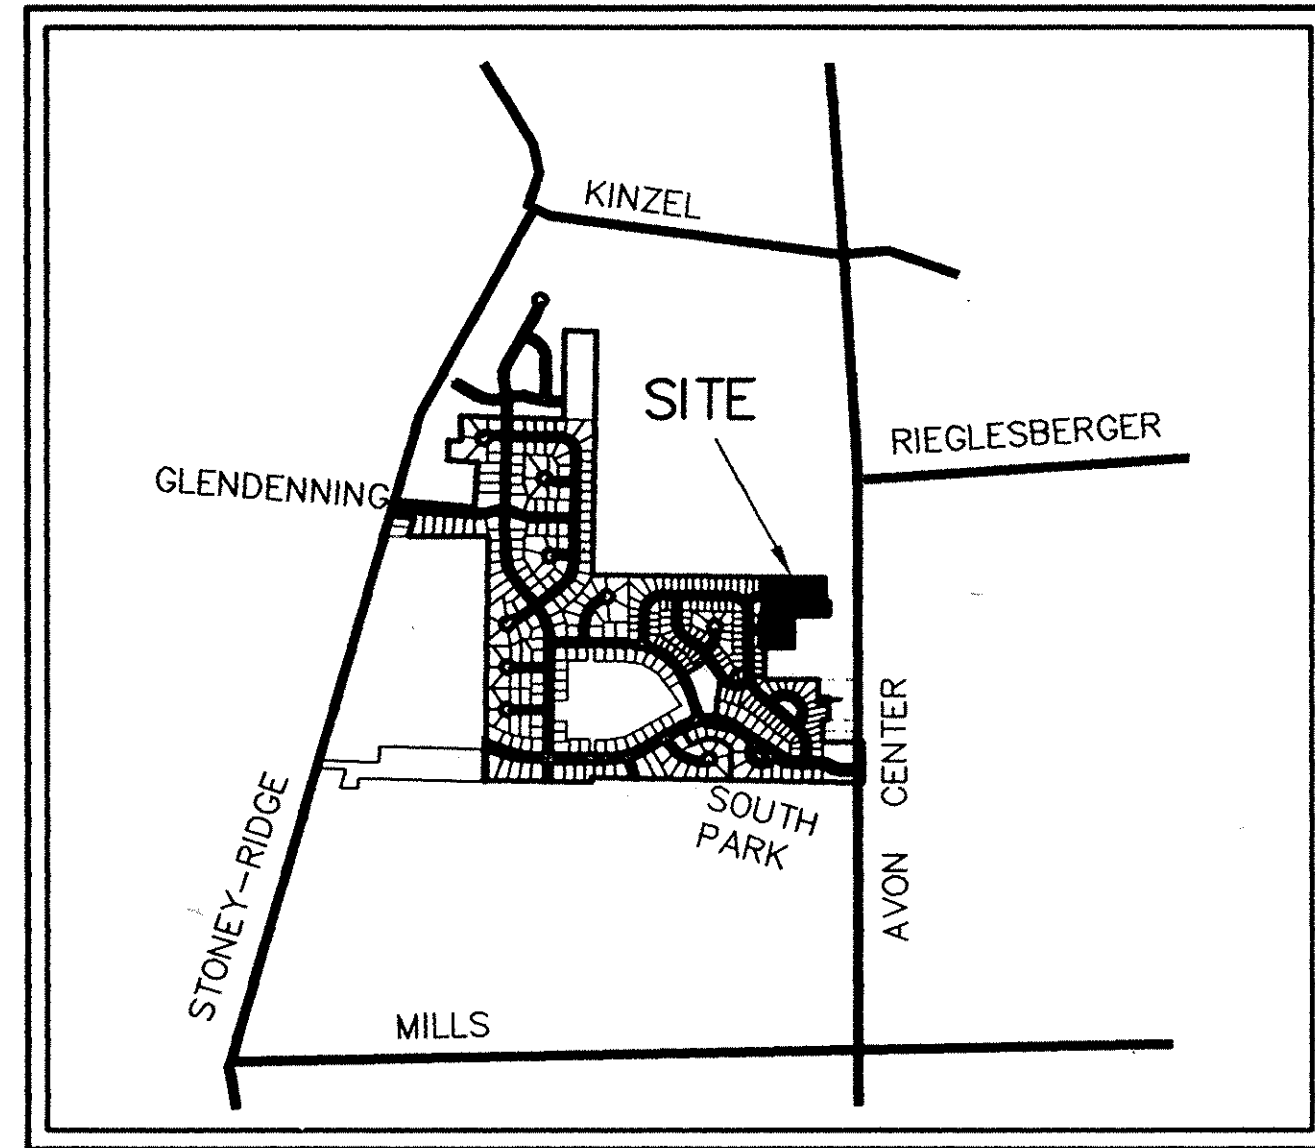 KINZEL
SITE
RIEGLESBERGER
GLENDENNING
AVON CENTER
SOUTH
PARK
STONEY-RIDGE
MILLS